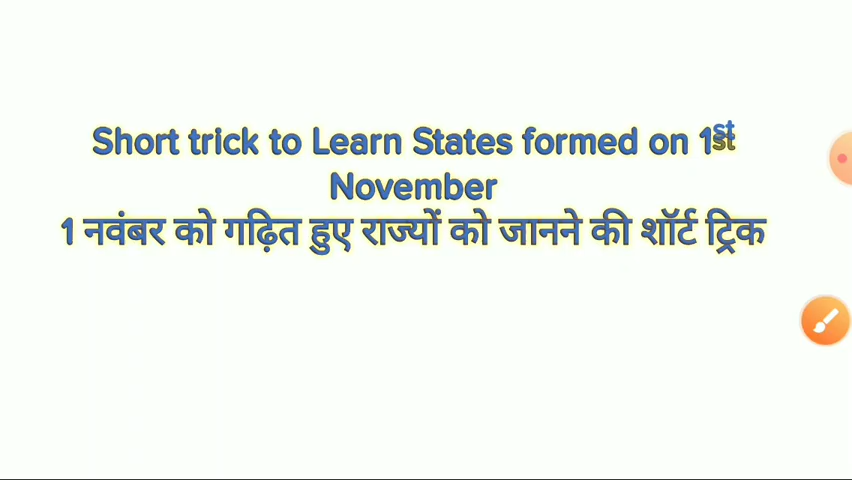 Short trick to Learn States formed on 1st
November
1 नवंबर को गढ़ित हुए राज्यों को जानने की शॉर्ट ट्रिक